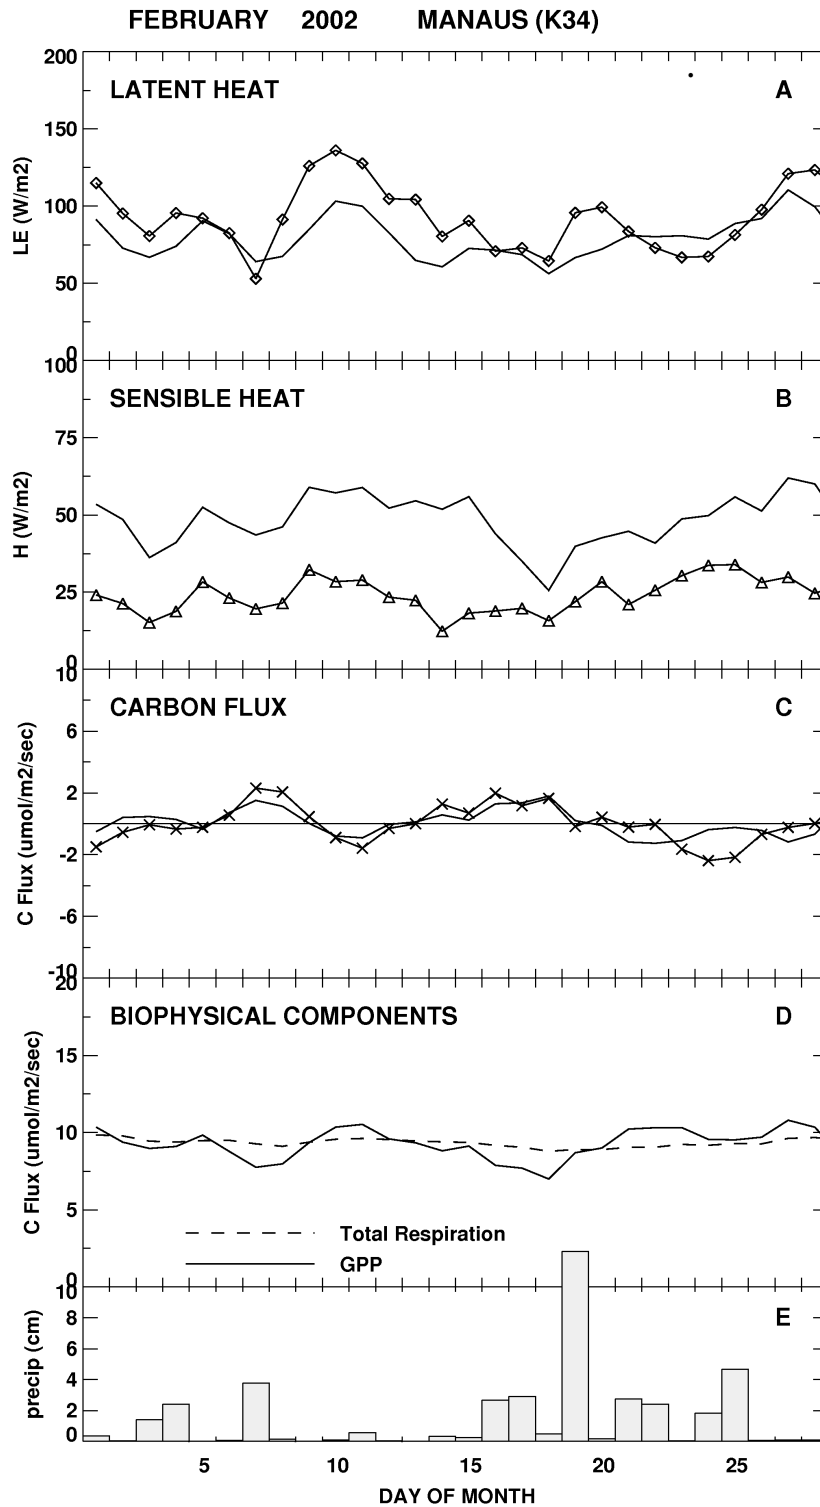 FEBRUARY 2002 MANAUS (K34)
200
LATENT HEAT A
150
LE (W/m2)
100
50
0
100
SENSIBLE HEAT B
75
H (W/m2)
50
25
0
10
CARBON FLUX C
6
C Flux (umol/m2/sec)
2
-2
-6
-10
20
BIOPHYSICAL COMPONENTS D
15
C Flux (umol/m2/sec)
10
5
Total Respiration
GPP
0
10
E
8
precip (cm)
6
4
2
0
5 10 15 20 25
DAY OF MONTH